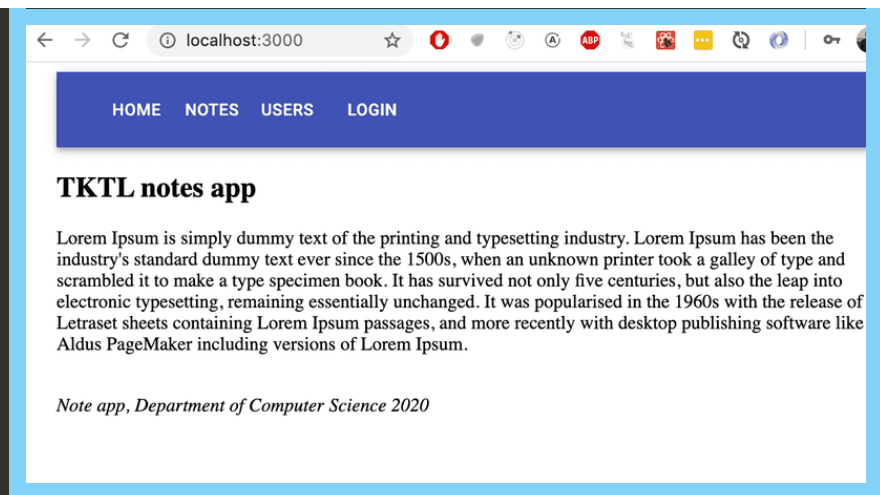 localhost:3000
ABP
HOME NOTES USERS LOGIN
TKTL notes app
Lorem Ipsum is simply dummy text of the printing and typesetting industry. Lorem Ipsum has been the
industry's standard dummy text ever since the 1500s, when an unknown printer took a galley of type and
scrambled it to make a type specimen book. It has survived not only five centuries, but also the leap into
electronic typesetting, remaining essentially unchanged. It was popularised in the 1960s with the release of
Letraset sheets containing Lorem Ipsum passages, and more recently with desktop publishing software like
Aldus PageMaker including versions of Lorem Ipsum.
Note app, Department of Computer Science 2020